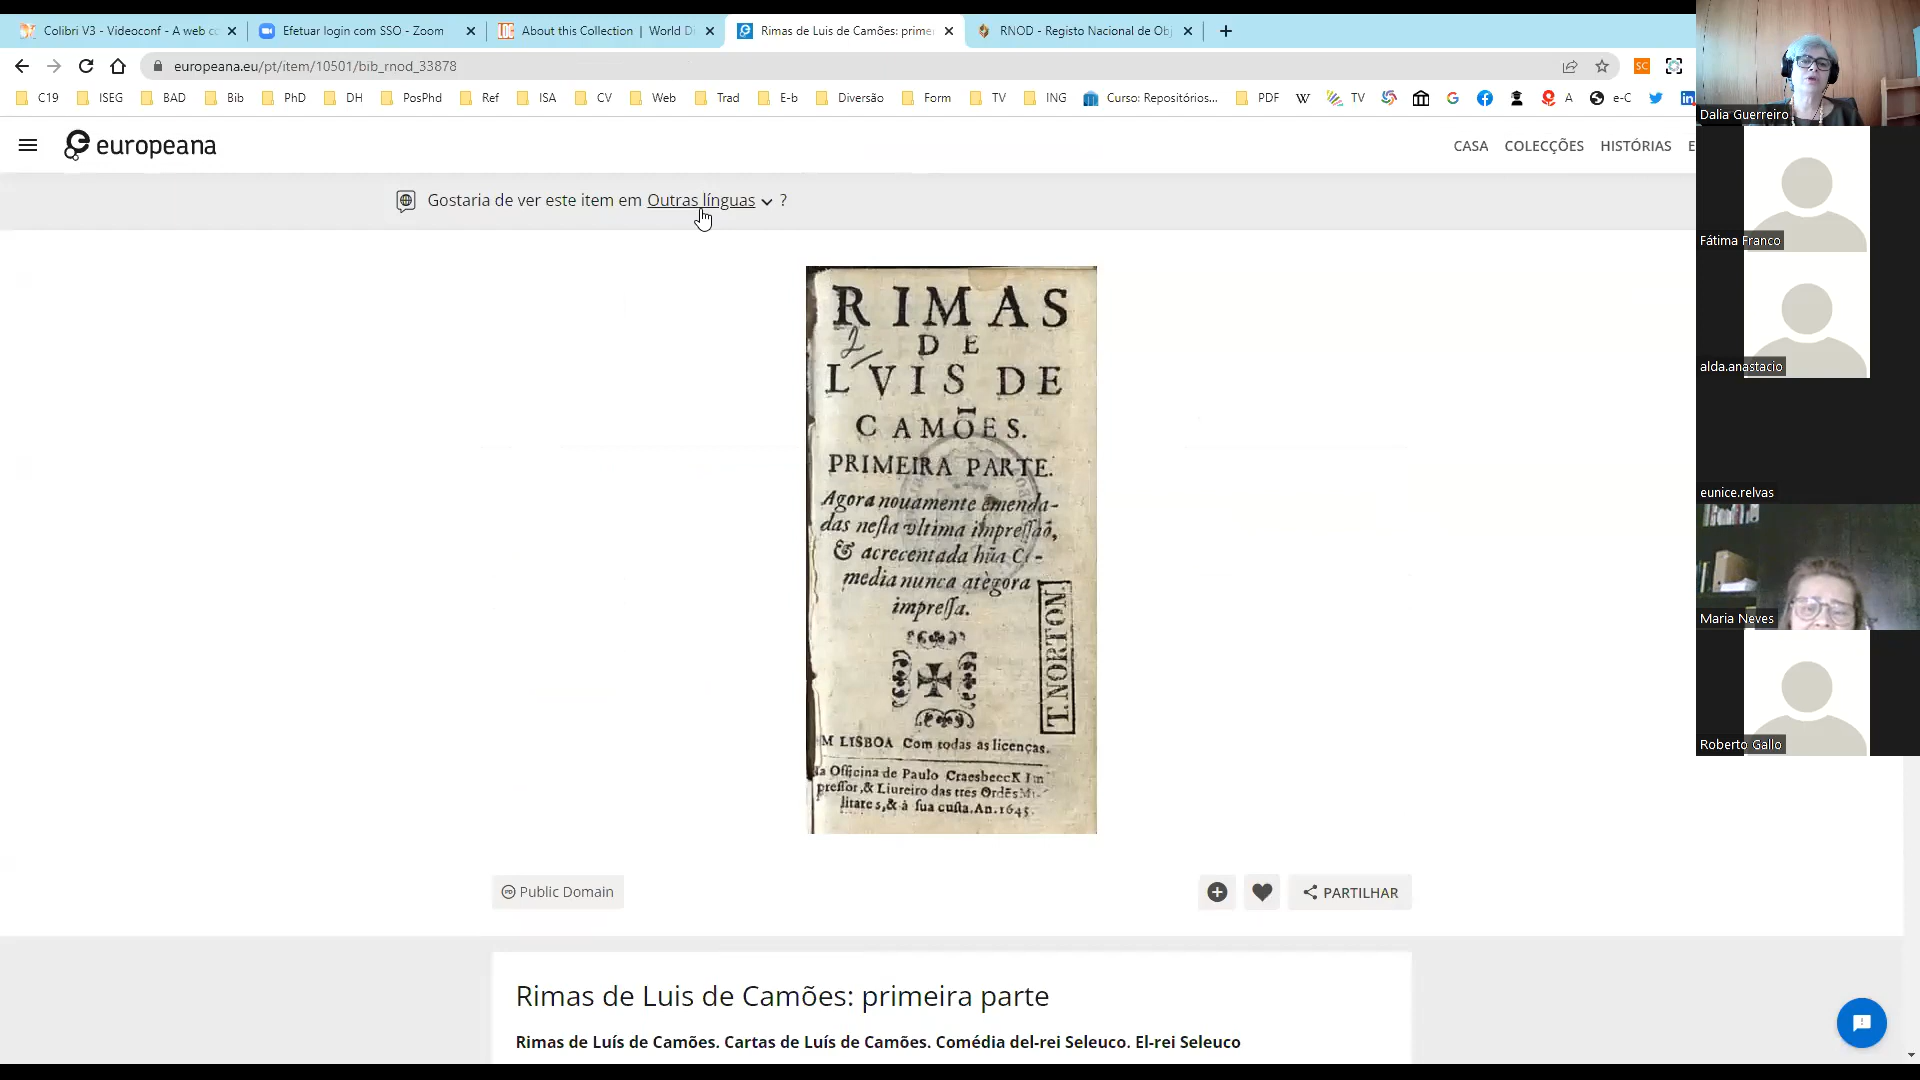 Colibri V3 - Videoconf - A web co
Efetuar login com SSO - Zoom
About this Collection | World Di
Rimas de Luis de Camões: prime
RNOD - Registo Nacional de Obj
europeana.eu/pt/item/10501/bib_rnod_33878
C19
ISEG
BAD
Bib
PhD
DH
PosPhd
Ref
ISA
CV
Web
Trad
E-b
Diversão
Form
TV
ING
Curso: Repositórios...
PDF
W
TV
A
e-C
europeana
CASA
COLECÇÕES
HISTÓRIAS
E
Gostaria de ver este item em Outras línguas ?
RIMAS
DE
LVIS DE
CAMÕES.
PRIMEIRA PARTE.
Agora nouamente emenda-
das neſta vltima impreſſaõ,
& acrecentada hũa C
media nunca atègora
impreſſa.
T. NORTON.
M LISBOA Com todas as licenças.
a Officina de Paulo CraesbeecK Im
preſſor, & Liureiro das tres Ordẽs Mi-
litares, & à ſua cuſta. An. 1645.
Public Domain
PARTILHAR
Rimas de Luis de Camões: primeira parte
Rimas de Luís de Camões. Cartas de Luís de Camões. Comédia del-rei Seleuco. El-rei Seleuco
Dalia Guerreiro
Fátima Franco
alda.anastacio
eunice.relvas
Maria Neves
Roberto Gallo